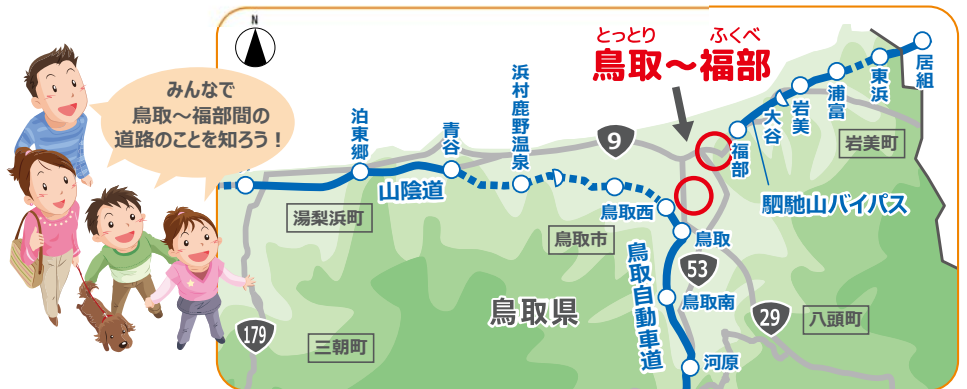 N
とっとり ふくべ
鳥取～福部
みんなで
鳥取～福部間の
道路のことを知ろう！
居組
東浜
浦富
岩美
大谷
福部
岩美町
駟馳山バイパス
9
浜村鹿野温泉
青谷
泊東郷
山陰道
湯梨浜町
鳥取市
鳥取西
鳥取
53
鳥取自動車道
鳥取南
鳥取県
29
八頭町
179
三朝町
河原